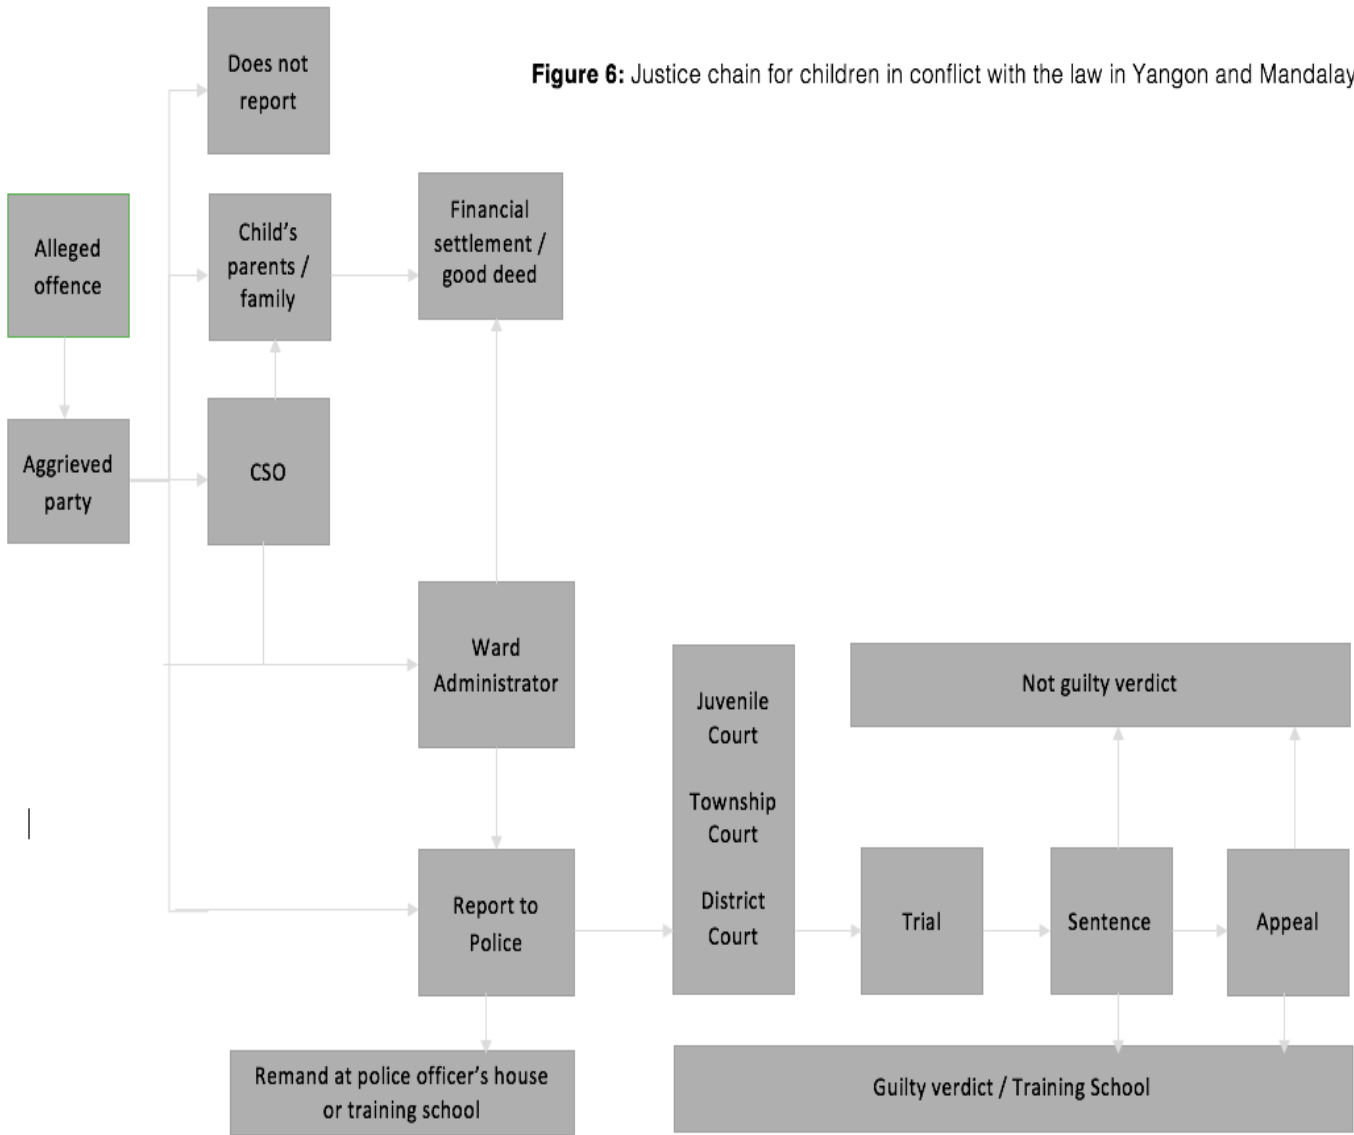 Figure 6: Justice chain for children in conflict with the law in Yangon and Mandalay
Does not
report
Alleged
offence
Child's
parents /
family
Financial
settlement /
good deed
Aggrieved
party
CSO
Ward
Administrator
Report to
Police
Remand at police officer's house
or training school
Juvenile
Court
Township
Court
District
Court
Trial
Sentence
Appeal
Not guilty verdict
Guilty verdict / Training School